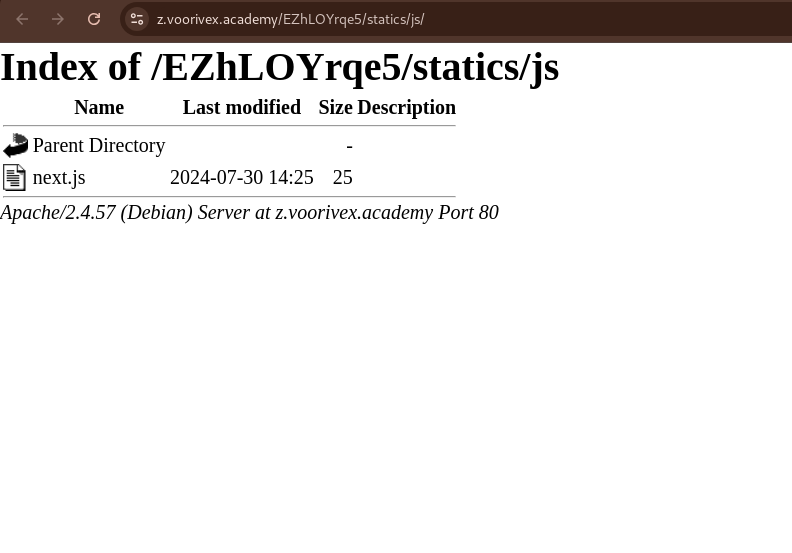 z.voorivex.academy/EZhLOYrqe5/statics/js/
Index of /EZhLOYrqe5/statics/js
Name Last modified Size Description
Parent Directory -
next.js 2024-07-30 14:25 25
Apache/2.4.57 (Debian) Server at z.voorivex.academy Port 80